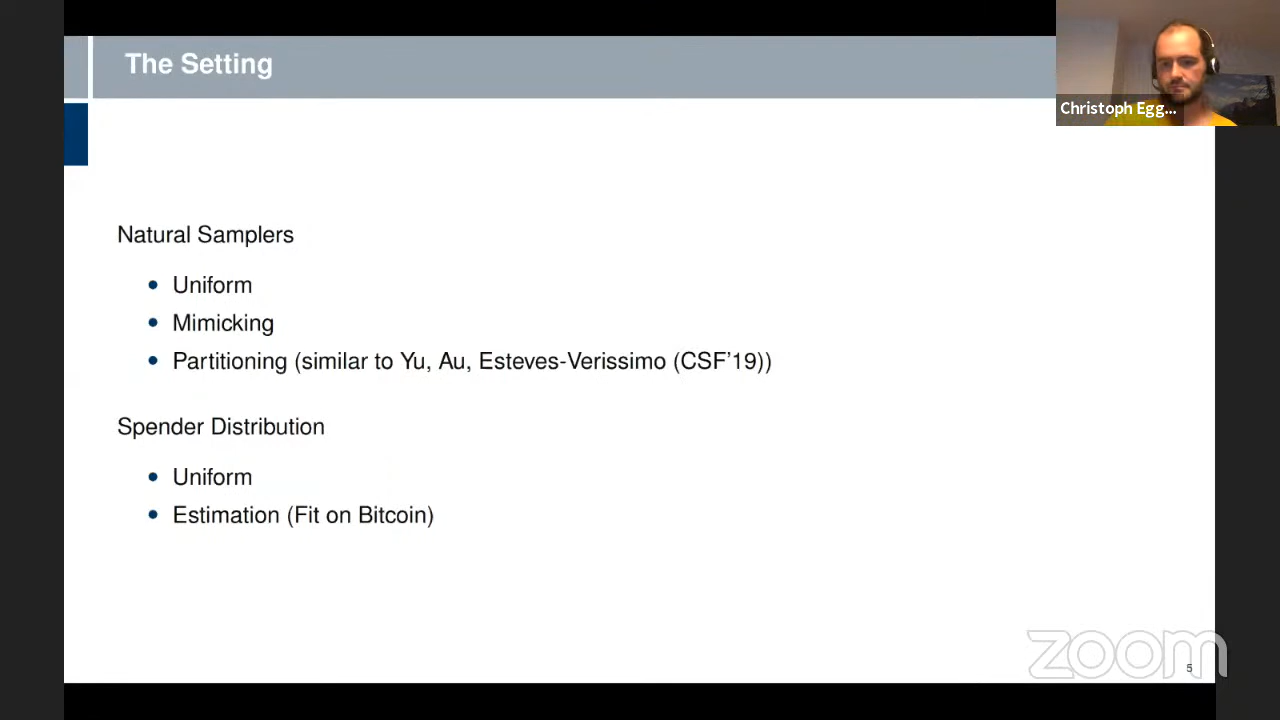 The Setting
Christoph Egg...
Natural Samplers
• Uniform
• Mimicking
• Partitioning (similar to Yu, Au, Esteves-Verissimo (CSF'19))
Spender Distribution
• Uniform
• Estimation (Fit on Bitcoin)
zoom
5